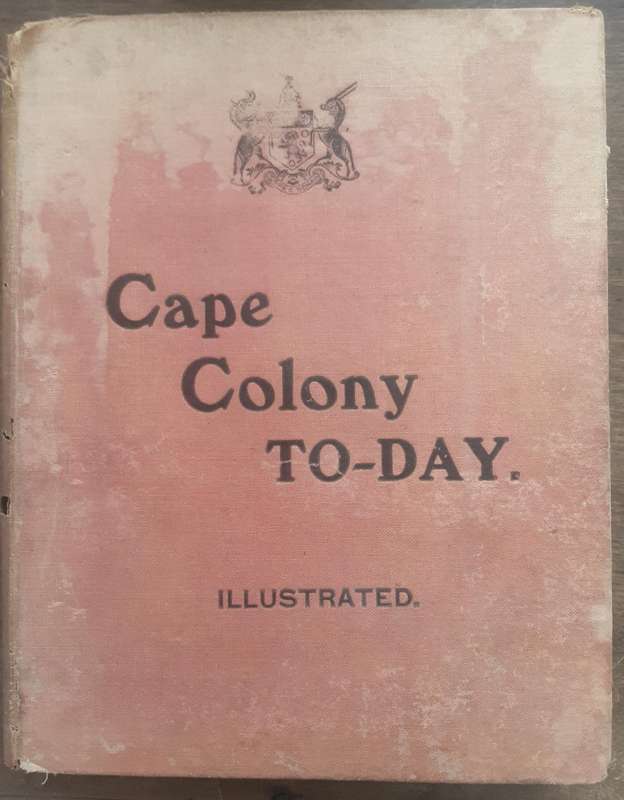 Cape
Colony
TO-DAY.
ILLUSTRATED.